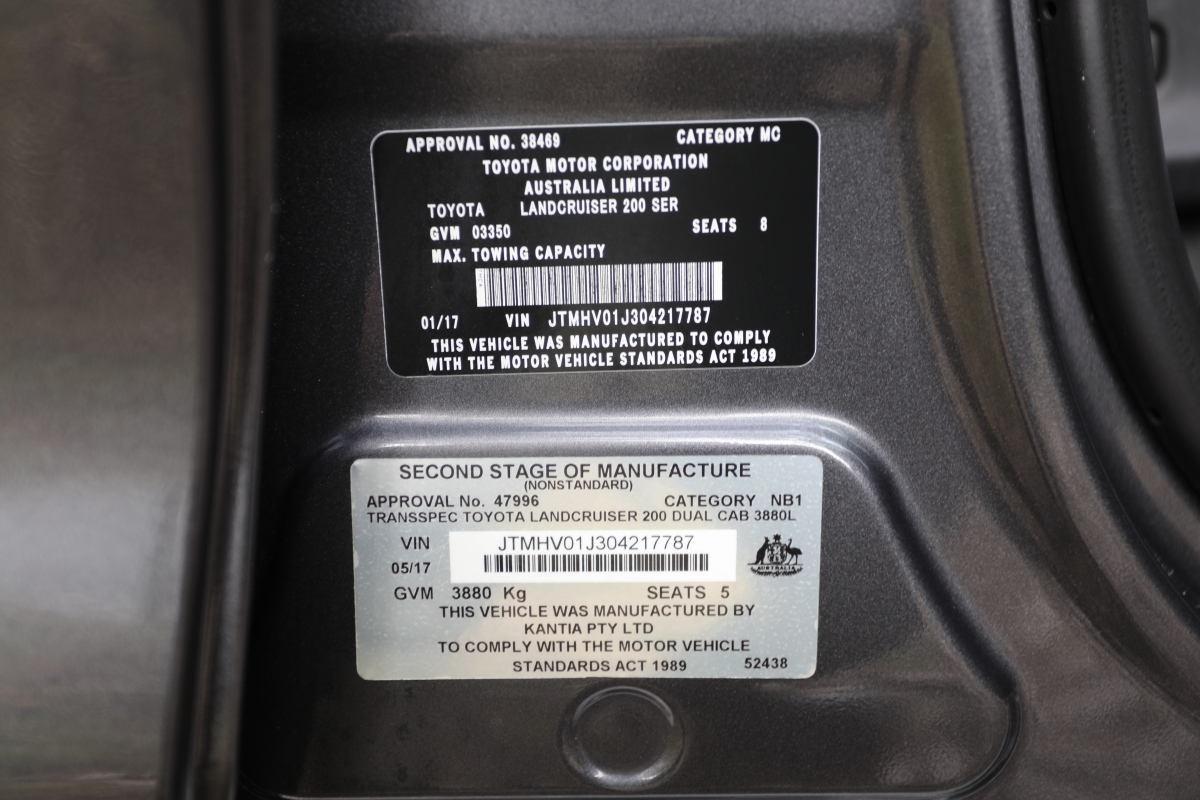 APPROVAL NO. 38469 CATEGORY MC
TOYOTA MOTOR CORPORATION
AUSTRALIA LIMITED
TOYOTA LANDCRUISER 200 SER
GVM 03350 SEATS 8
MAX. TOWING CAPACITY
01/17 VIN JTMHV01J304217787
THIS VEHICLE WAS MANUFACTURED TO COMPLY
WITH THE MOTOR VEHICLE STANDARDS ACT 1989
SECOND STAGE OF MANUFACTURE
(NONSTANDARD)
APPROVAL No. 47996 CATEGORY NB1
TRANSSPEC TOYOTA LANDCRUISER 200 DUAL CAB 3880L
VIN JTMHV01J304217787
05/17 AUSTRALIA
GVM 3880 Kg SEATS 5
THIS VEHICLE WAS MANUFACTURED BY
KANTIA PTY LTD
TO COMPLY WITH THE MOTOR VEHICLE
STANDARDS ACT 1989 52438